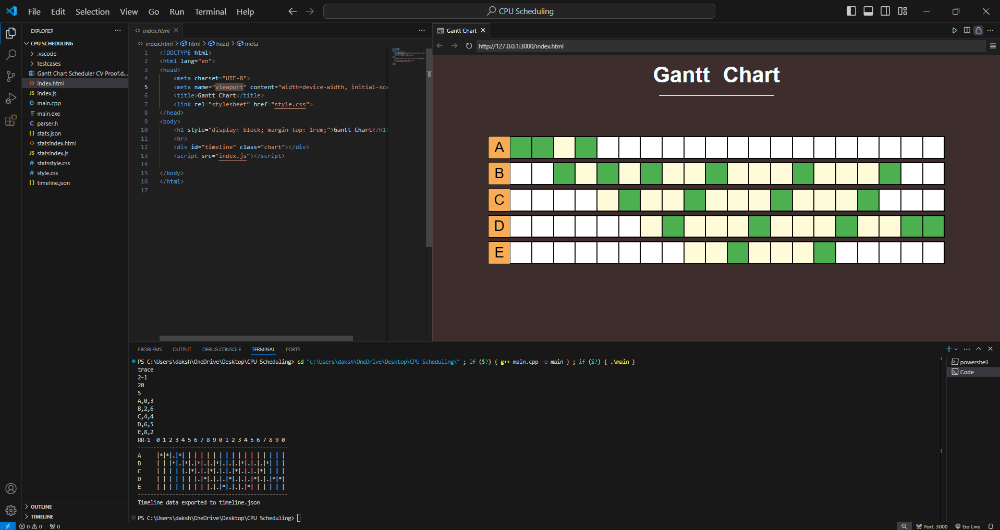 File Edit Selection View Go Run Terminal Help
CPU Scheduling
EXPLORER
CPU SCHEDULING
.vscode
testcases
Gantt Chart Scheduler CV Proof.d...
index.html
index.js
main.cpp
main.exe
parser.h
stats.json
statsindex.html
statsindex.js
statsstyle.css
style.css
timeline.json
OUTLINE
TIMELINE
index.html
index.html > html > head > meta
1 <!DOCTYPE html>
2 <html lang="en">
3 <head>
4 <meta charset="UTF-8">
5 <meta name="viewport" content="width=device-width, initial-sca
6 <title>Gantt Chart</title>
7 <link rel="stylesheet" href="style.css">
8 </head>
9 <body>
10 <h1 style="display: block; margin-top: 1rem;">Gantt Chart</h1>
11 <hr>
12 <div id="timeline" class="chart"></div>
13 <script src="index.js"></script>
14
15 </body>
16 </html>
17
Gantt Chart
http://127.0.0.1:3000/index.html
Gantt Chart
A
B
C
D
E
PROBLEMS OUTPUT DEBUG CONSOLE TERMINAL PORTS
PS C:\Users\daksh\OneDrive\Desktop\CPU Scheduling> cd "c:\Users\daksh\OneDrive\Desktop\CPU Scheduling\" ; if ($?) { g++ main.cpp -o main } ; if ($?) { .\main }
trace
2-1
20
5
A,0,3
B,2,6
C,4,4
D,6,5
E,8,2
RR-1 0 1 2 3 4 5 6 7 8 9 0 1 2 3 4 5 6 7 8 9 0
------------------------------------------------
A |*|*|.|*| | | | | | | | | | | | | | | | |
B | | |*|.|*|.|*|.|.|*|.|.|.|*|.|.|.|*| | |
C | | | | |.|*|.|.|*|.|.|.|*|.|.|.|*| | | |
D | | | | | | |.|*|.|.|.|*|.|.|.|*|.|.|*|*|
E | | | | | | | | |.|.|*|.|.|.|*| | | | | |
------------------------------------------------
Timeline data exported to timeline.json
PS C:\Users\daksh\OneDrive\Desktop\CPU Scheduling>
powershell
Code
0 0 0
Port: 3000 Go Live